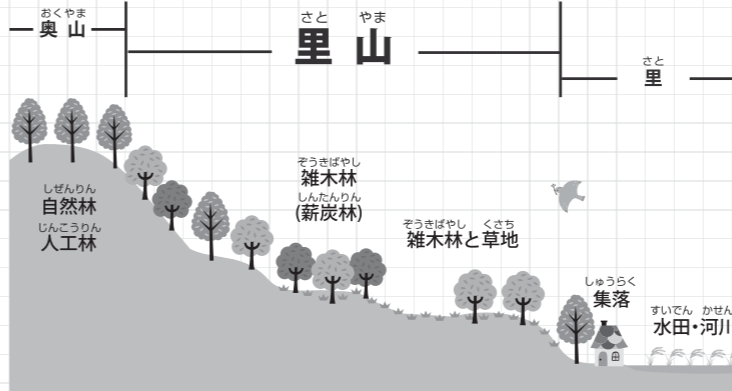 おくやま
奥山
さと やま
里山
さと
里
しぜんりん
自然林
じんこうりん
人工林
ぞうきばやし
雑木林
しんたんりん
(薪炭林)
ぞうきばやし くさち
雑木林と草地
しゅうらく
集落
すいでん かせん
水田・河川